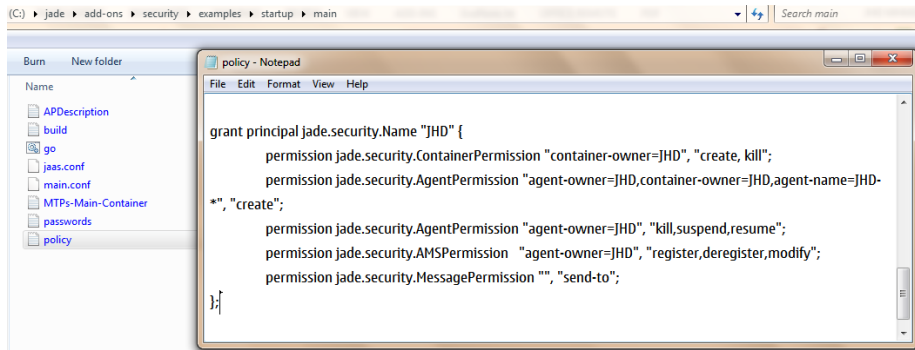 (C:) ▸ jade ▸ add-ons ▸ security ▸ examples ▸ startup ▸ main
Search main
Burn New folder
Name
APDescription
build
go
jaas.conf
main.conf
MTPs-Main-Container
passwords
policy
policy - Notepad
File Edit Format View Help
grant principal jade.security.Name "JHD" {
permission jade.security.ContainerPermission "container-owner=JHD", "create, kill";
permission jade.security.AgentPermission "agent-owner=JHD,container-owner=JHD,agent-name=JHD-
*", "create";
permission jade.security.AgentPermission "agent-owner=JHD", "kill,suspend,resume";
permission jade.security.AMSPermission "agent-owner=JHD", "register,deregister,modify";
permission jade.security.MessagePermission "", "send-to";
};